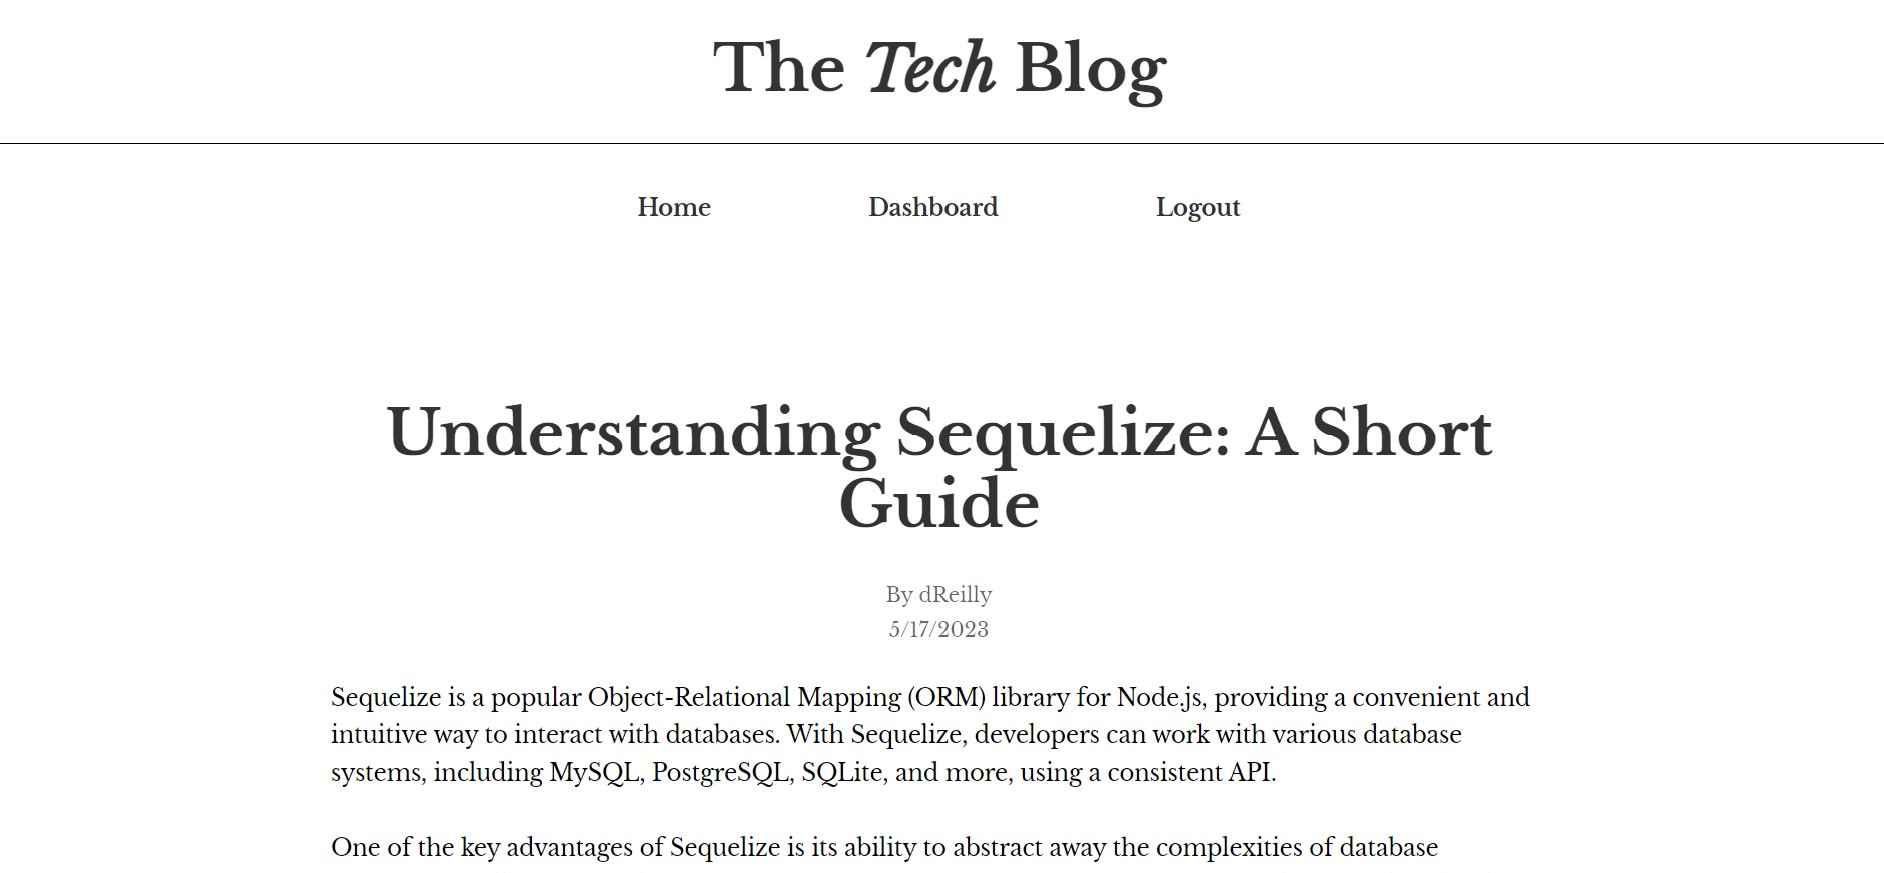 The Tech Blog
Home Dashboard Logout
Understanding Sequelize: A Short
Guide
By dReilly
5/17/2023
Sequelize is a popular Object-Relational Mapping (ORM) library for Node.js, providing a convenient and
intuitive way to interact with databases. With Sequelize, developers can work with various database
systems, including MySQL, PostgreSQL, SQLite, and more, using a consistent API.
One of the key advantages of Sequelize is its ability to abstract away the complexities of database